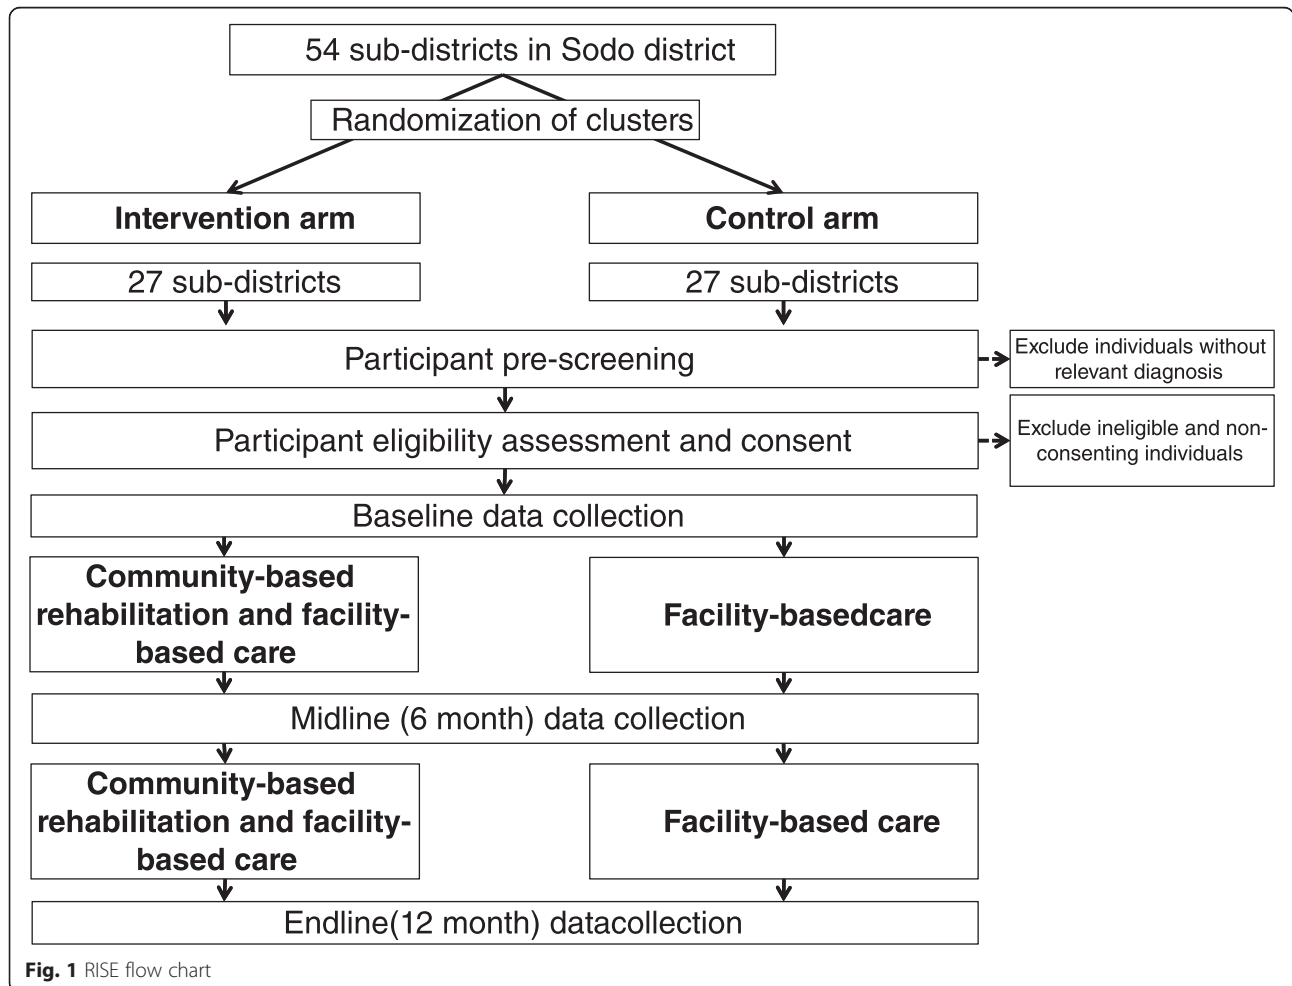 54 sub-districts in Sodo district
Randomization of clusters
Intervention arm
Control arm
27 sub-districts
27 sub-districts
Participant pre-screening
Exclude individuals without
relevant diagnosis
Participant eligibility assessment and consent
Exclude ineligible and non-
consenting individuals
Baseline data collection
Community-based
rehabilitation and facility-
based care
Facility-basedcare
Midline (6 month) data collection
Community-based
rehabilitation and facility-
based care
Facility-based care
Endline(12 month) datacollection
Fig. 1 RISE flow chart